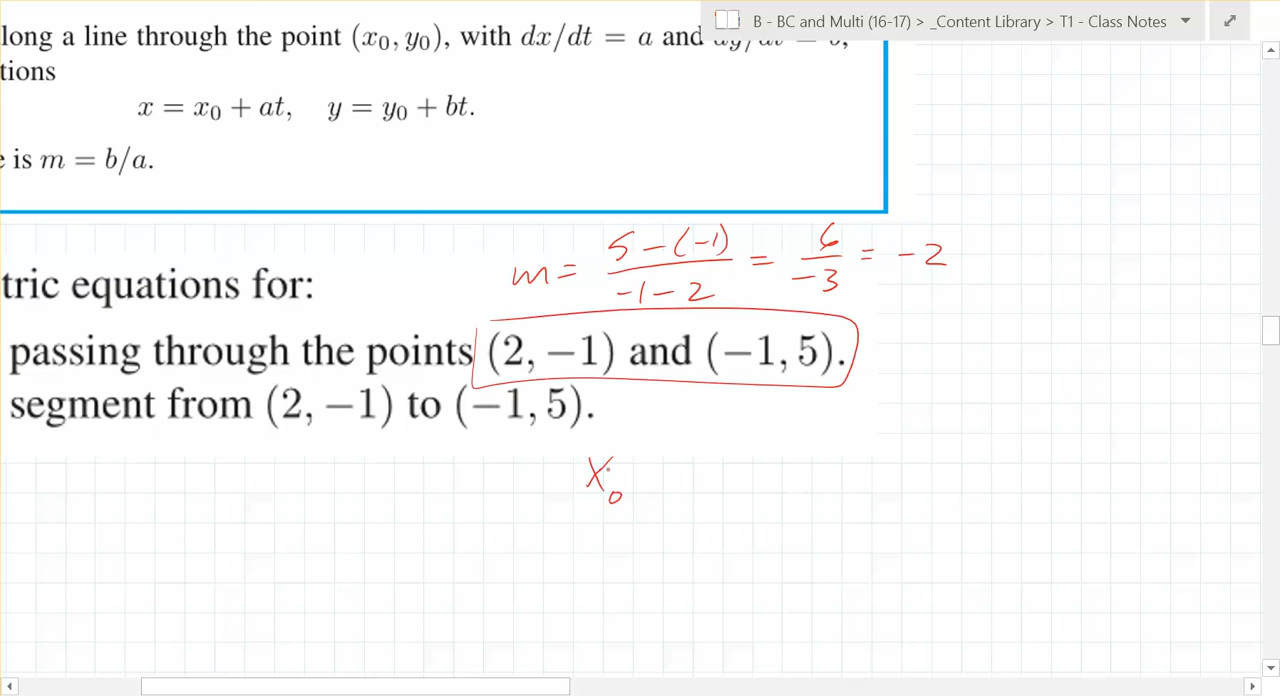 B - BC and Multi (16-17) > _Content Library > T1 - Class Notes
long a line through the point (x₀, y₀), with dx/dt = a and
tions
x = x₀ + at, y = y₀ + bt.
e is m = b/a.
m = 5 - (-1) / -1 - 2 = 6 / -3 = -2
tric equations for:
passing through the points (2, −1) and (−1, 5).
segment from (2, −1) to (−1, 5).
X₀